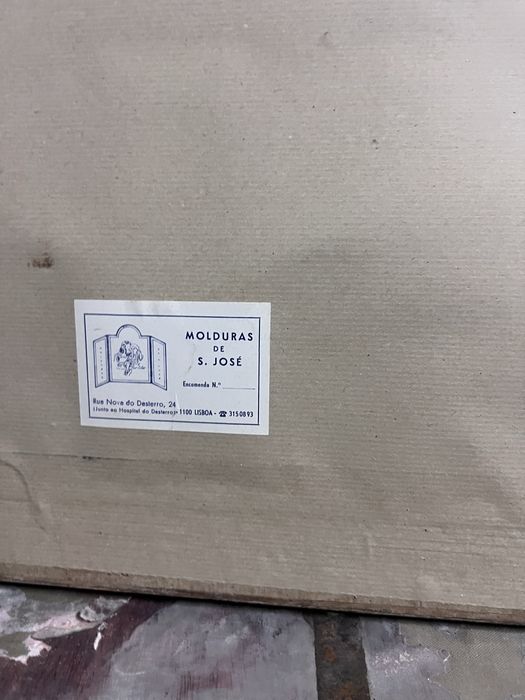 MOLDURAS
DE
S. JOSÉ
Encomenda N.º
Rua Nova do Desterro, 24
(Junto ao Hospital do Desterro) - 1100 LISBOA - ☎ 3150893